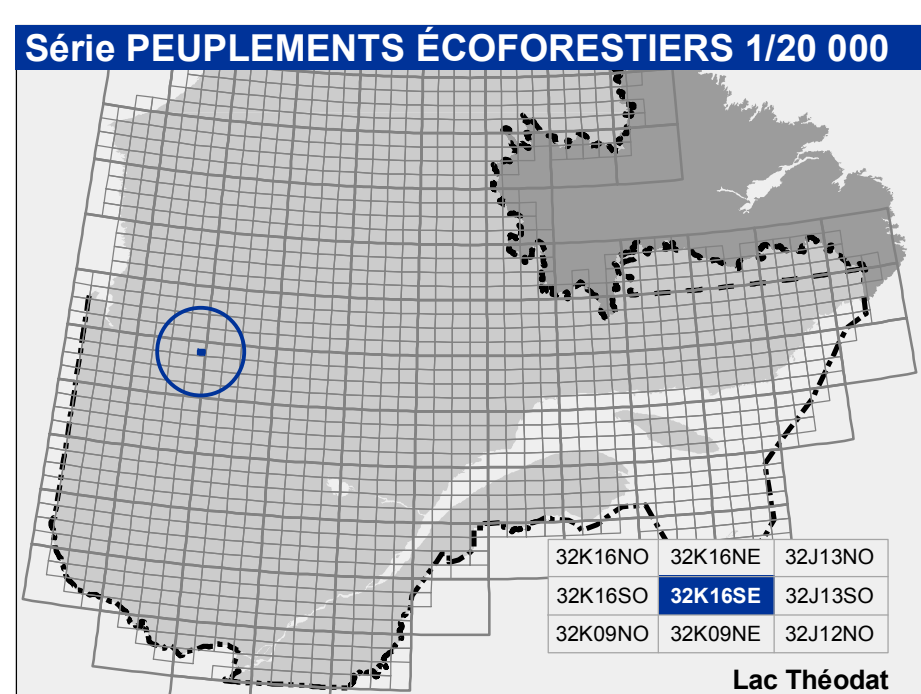 Série PEUPLEMENTS ÉCOFORESTIERS 1/20 000
32K16NO 32K16NE 32J13NO
32K16SO 32K16SE 32J13SO
32K09NO 32K09NE 32J12NO
Lac Théodat